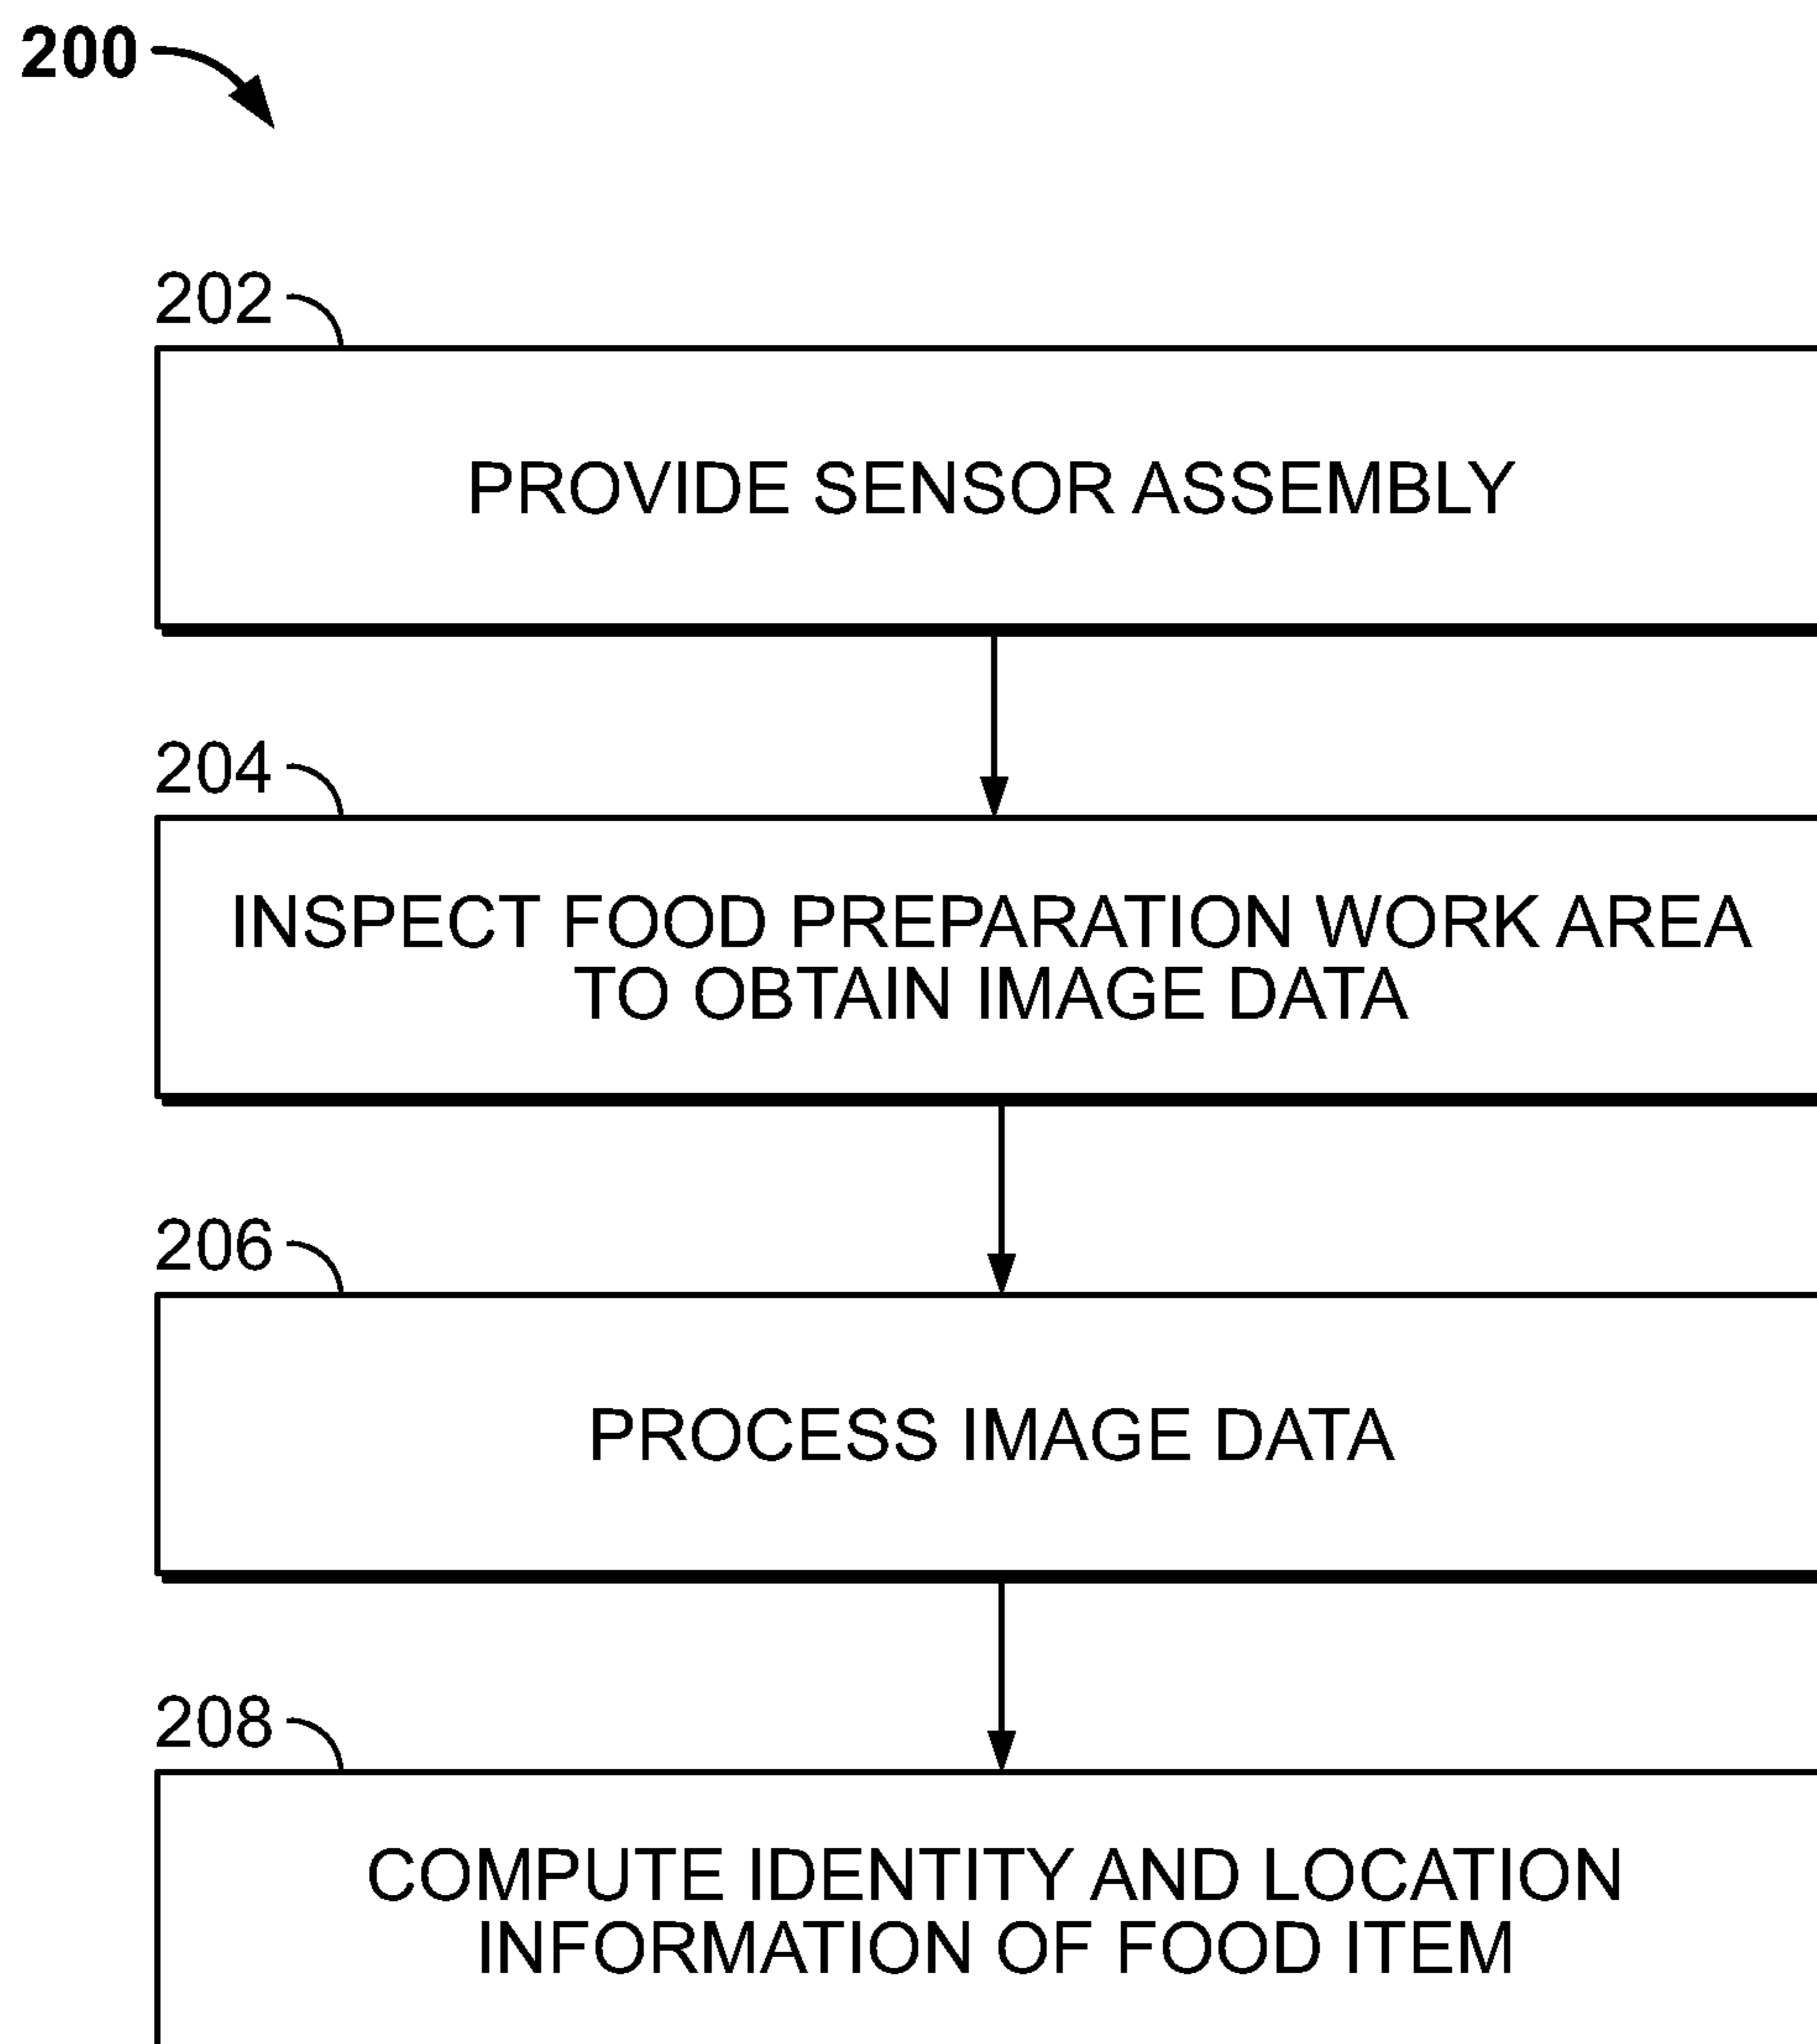 200
202
PROVIDE SENSOR ASSEMBLY
204
INSPECT FOOD PREPARATION WORK AREA
TO OBTAIN IMAGE DATA
206
PROCESS IMAGE DATA
208
COMPUTE IDENTITY AND LOCATION
INFORMATION OF FOOD ITEM